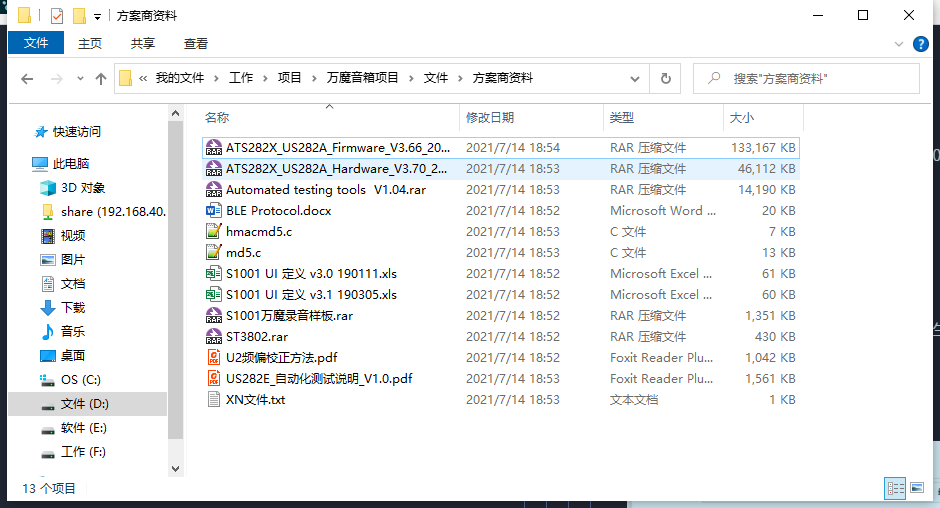 方案商资料
文件 主页 共享 查看
« 我的文件 › 工作 › 项目 › 万魔音箱项目 › 文件 › 方案商资料 搜索"方案商资料"
名称 修改日期 类型 大小
快速访问
此电脑
3D 对象
share (192.168.40.
视频
图片
文档
下载
音乐
桌面
OS (C:)
文件 (D:)
软件 (E:)
工作 (F:)
ATS282X_US282A_Firmware_V3.66_20... 2021/7/14 18:54 RAR 压缩文件 133,167 KB
ATS282X_US282A_Hardware_V3.70_2... 2021/7/14 18:53 RAR 压缩文件 46,112 KB
Automated testing tools  V1.04.rar 2021/7/14 18:53 RAR 压缩文件 14,190 KB
BLE Protocol.docx 2021/7/14 18:52 Microsoft Word ... 20 KB
hmacmd5.c 2021/7/14 18:52 C 文件 7 KB
md5.c 2021/7/14 18:53 C 文件 13 KB
S1001 UI 定义 v3.0 190111.xls 2021/7/14 18:52 Microsoft Excel ... 61 KB
S1001 UI 定义 v3.1 190305.xls 2021/7/14 18:52 Microsoft Excel ... 60 KB
S1001万魔录音样板.rar 2021/7/14 18:52 RAR 压缩文件 1,351 KB
ST3802.rar 2021/7/14 18:52 RAR 压缩文件 430 KB
U2频偏校正方法.pdf 2021/7/14 18:52 Foxit Reader Plu... 1,042 KB
US282E_自动化测试说明_V1.0.pdf 2021/7/14 18:53 Foxit Reader Plu... 1,561 KB
XN文件.txt 2021/7/14 18:53 文本文档 1 KB
13 个项目